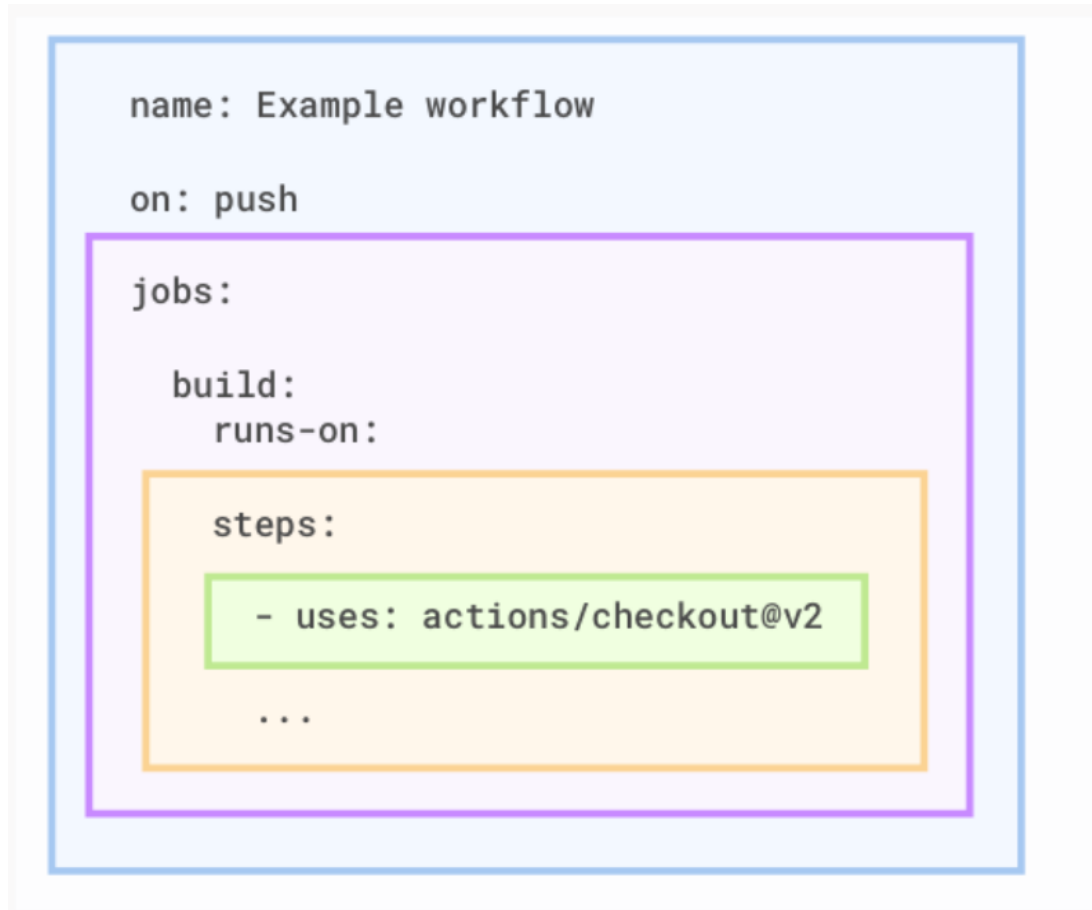 name: Example workflow
on: push
jobs:
build:
runs-on:
steps:
- uses: actions/checkout@v2
...